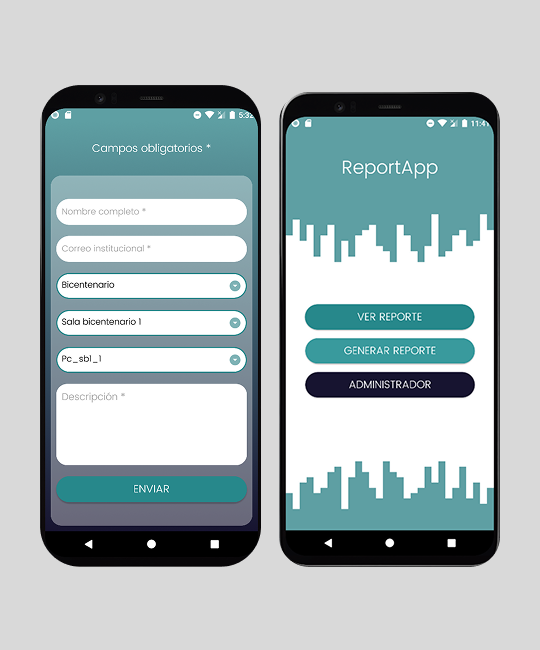 5:32
Campos obligatorios *
Nombre completo *
Correo institucional *
Bicentenario
Sala bicentenario 1
Pc_sb1_1
Descripción *
ENVIAR
11:41
ReportApp
VER REPORTE
GENERAR REPORTE
ADMINISTRADOR